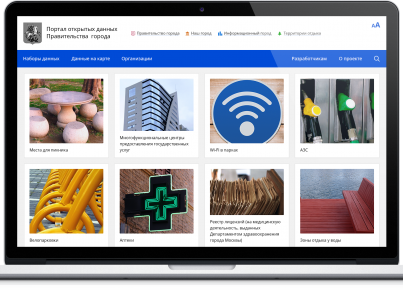 Портал открытых данных
Правительства города
Правительство города
Наш город
Информационный город
Территория отдыха
AA
Наборы данных
Данные на карте
Организации
Разработчикам
О проекте
Места для пикника
Многофункциональные центры
предоставления государственных
услуг
Wi-Fi в парках
АЗС
Велопарковки
Аптеки
Реестр лицензий (на медицинскую
деятельность, выданных
Департаментом здравоохранения
города Москвы)
Зоны отдыха у воды